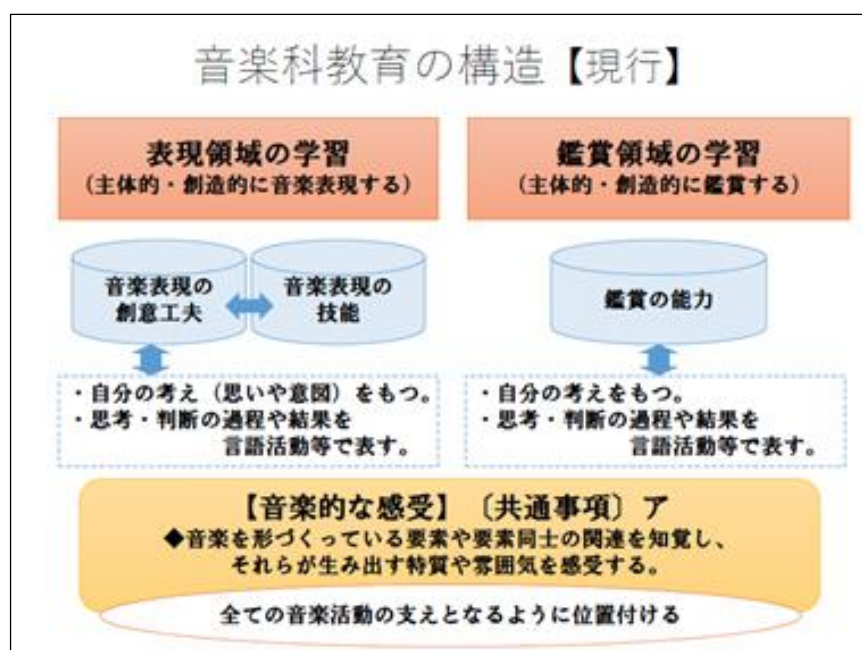 音楽科教育の構造【現行】
表現領域の学習
（主体的・創造的に音楽表現する）
鑑賞領域の学習
（主体的・創造的に鑑賞する）
音楽表現の
創意工夫
音楽表現の
技能
鑑賞の能力
・自分の考え（思いや意図）をもつ。
・思考・判断の過程や結果を
言語活動等で表す。
・自分の考えをもつ。
・思考・判断の過程や結果を
言語活動等で表す。
【音楽的な感受】〔共通事項〕ア
◆音楽を形づくっている要素や要素同士の関連を知覚し、
それらが生み出す特質や雰囲気を感受する。
全ての音楽活動の支えとなるように位置付ける